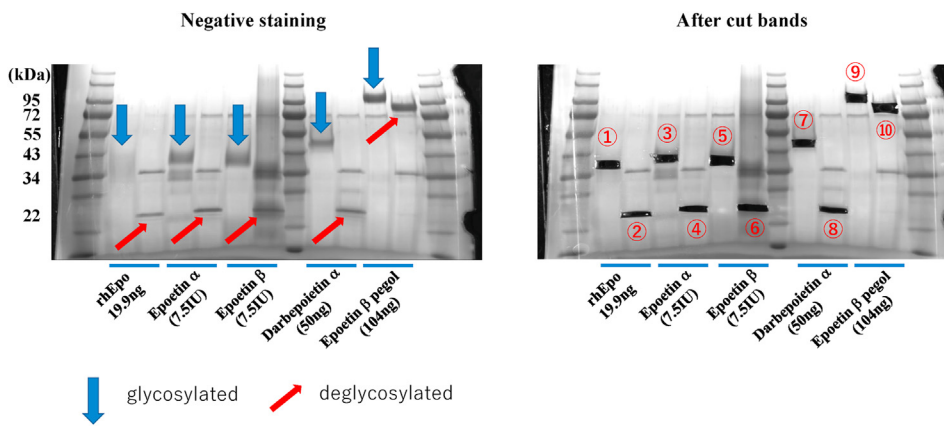 Negative staining
After cut bands
(kDa)
95
72
55
43
34
22
rhEpo
19.9ng
Epoetin α
(7.5IU)
Epoetin β
(7.5IU)
Darbepoietin α
(50ng)
Epoetin β pegol
(104ng)
①
②
③
④
⑤
⑥
⑦
⑧
⑨
⑩
rhEpo
19.9ng
Epoetin α
(7.5IU)
Epoetin β
(7.5IU)
Darbepoietin α
(50ng)
Epoetin β pegol
(104ng)
glycosylated
deglycosylated